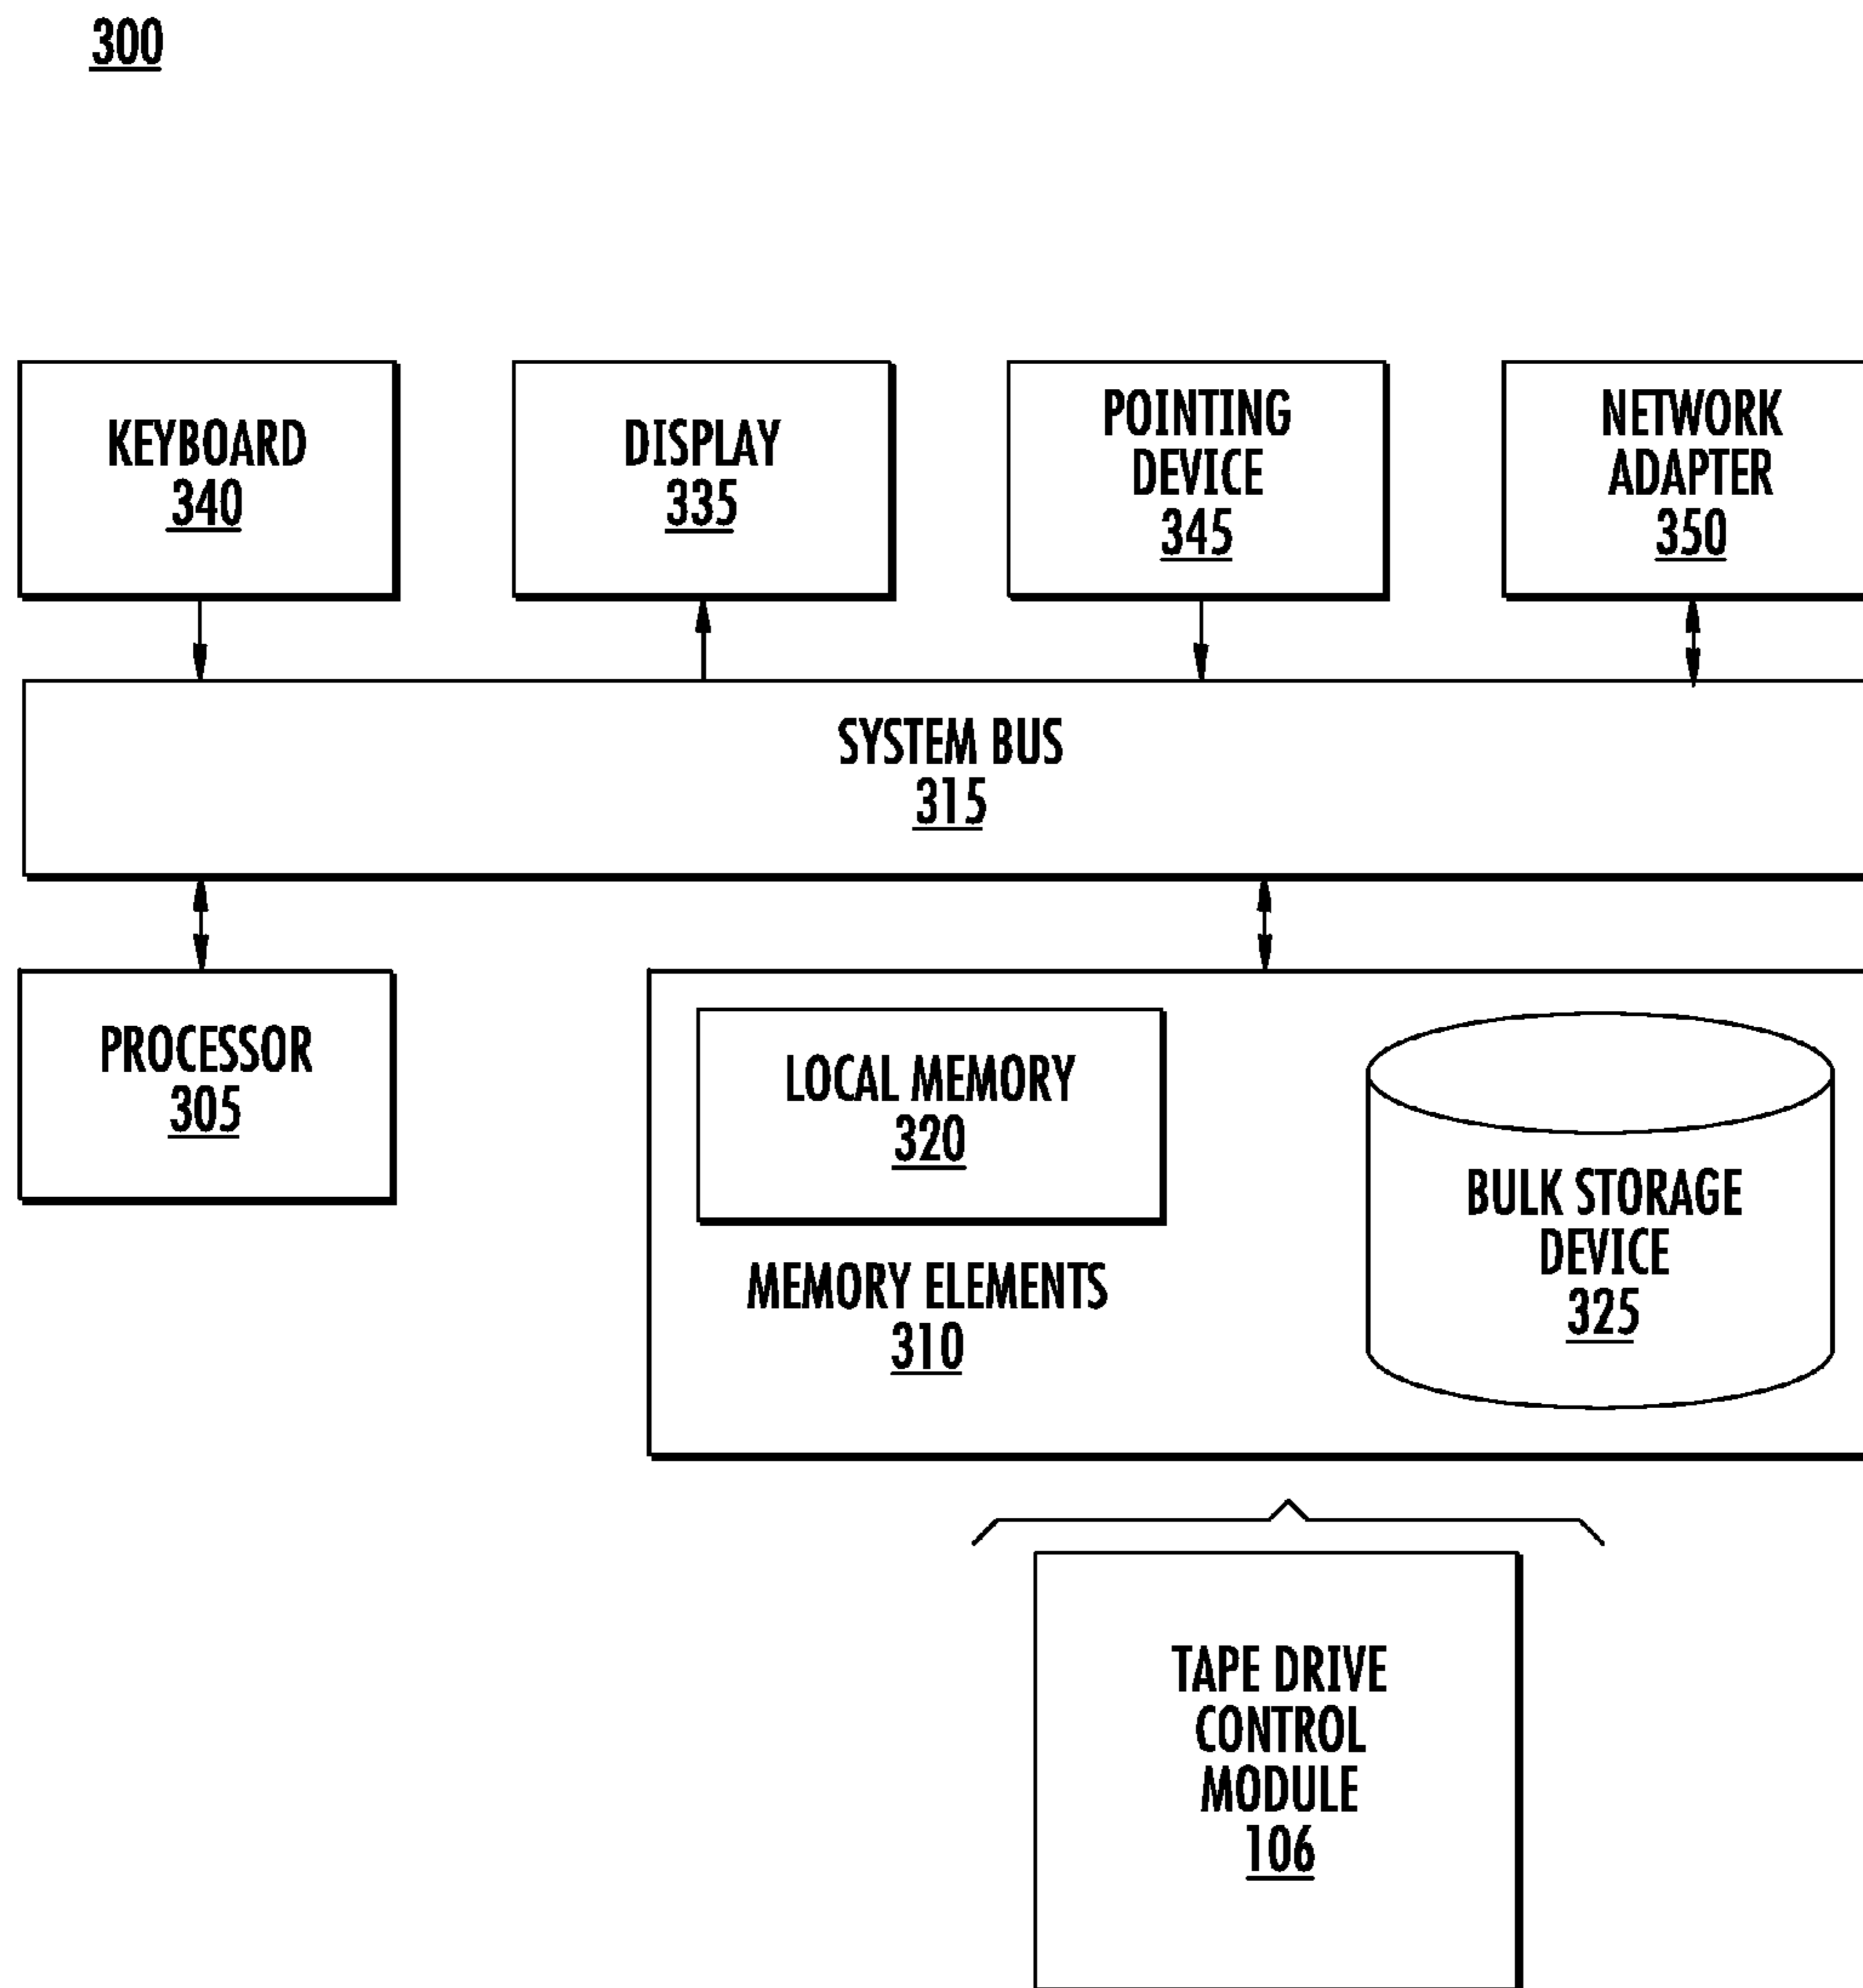 300
KEYBOARD
340
DISPLAY
335
POINTING
DEVICE
345
NETWORK
ADAPTER
350
SYSTEM BUS
315
PROCESSOR
305
LOCAL MEMORY
320
MEMORY ELEMENTS
310
BULK STORAGE
DEVICE
325
TAPE DRIVE
CONTROL
MODULE
106